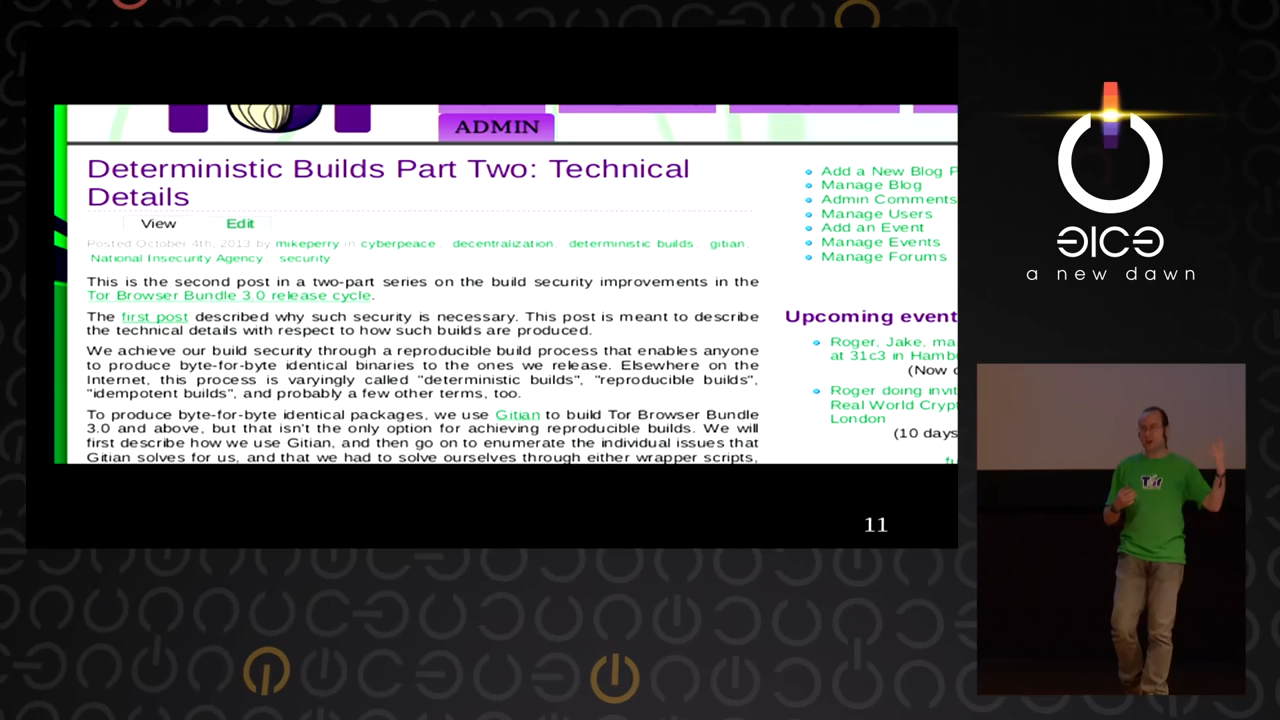 ADMIN
Deterministic Builds Part Two: Technical
Details
View Edit
Posted October 4th, 2013 by mikeperry in cyberpeace, decentralization, deterministic builds, gitian,
National Insecurity Agency, security
This is the second post in a two-part series on the build security improvements in the
Tor Browser Bundle 3.0 release cycle.
The first post described why such security is necessary. This post is meant to describe
the technical details with respect to how such builds are produced.
We achieve our build security through a reproducible build process that enables anyone
to produce byte-for-byte identical binaries to the ones we release. Elsewhere on the
Internet, this process is varyingly called "deterministic builds", "reproducible builds",
"idempotent builds", and probably a few other terms, too.
To produce byte-for-byte identical packages, we use Gitian to build Tor Browser Bundle
3.0 and above, but that isn't the only option for achieving reproducible builds. We will
first describe how we use Gitian, and then go on to enumerate the individual issues that
Gitian solves for us, and that we had to solve ourselves through either wrapper scripts,
Add a New Blog P
Manage Blog
Admin Comments
Manage Users
Add an Event
Manage Events
Manage Forums
Upcoming event
Roger, Jake, ma
at 31c3 in Hamb
(Now o
Roger doing invit
Real World Cryp
London
(10 days
fu
11
a new dawn
Tor